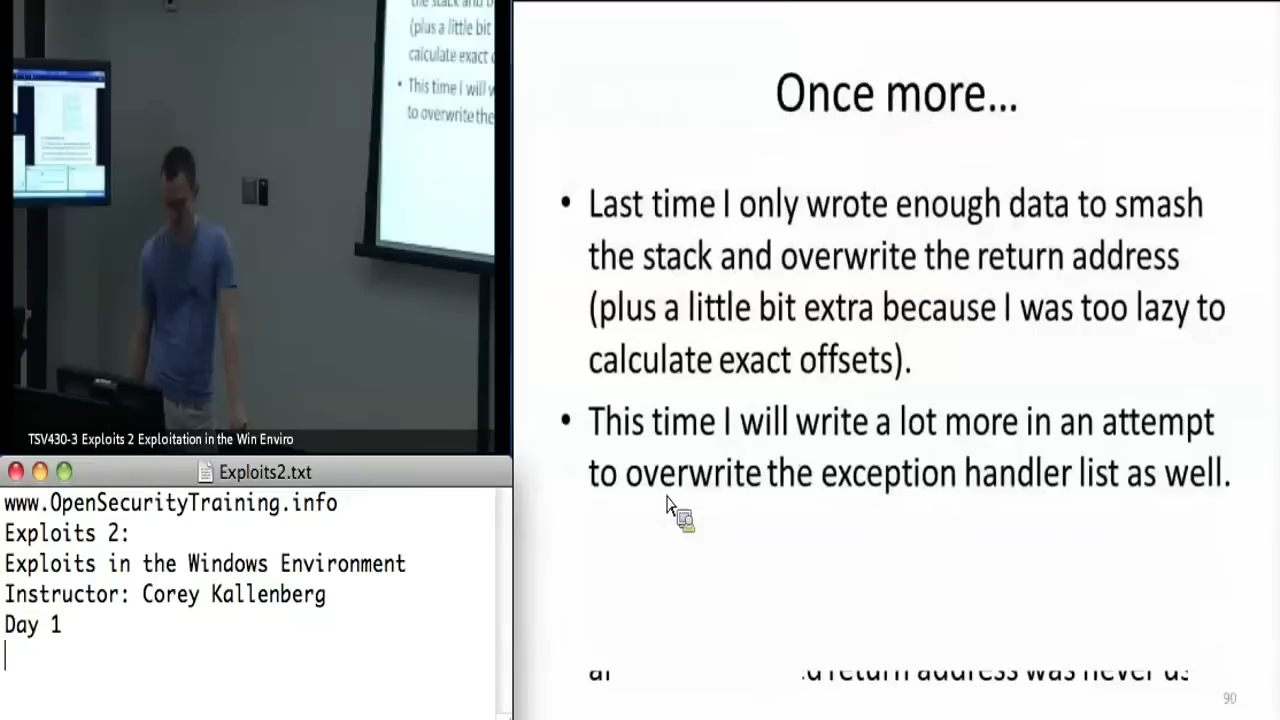 the stack and
(plus a little bit
calculate exact
• This time I will
to overwrite the
TSV430-3 Exploits 2 Exploitation in the Win Enviro
Exploits2.txt
www.OpenSecurityTraining.info
Exploits 2:
Exploits in the Windows Environment
Instructor: Corey Kallenberg
Day 1
Once more...
• Last time I only wrote enough data to smash
the stack and overwrite the return address
(plus a little bit extra because I was too lazy to
calculate exact offsets).
• This time I will write a lot more in an attempt
to overwrite the exception handler list as well.
return address was never
90